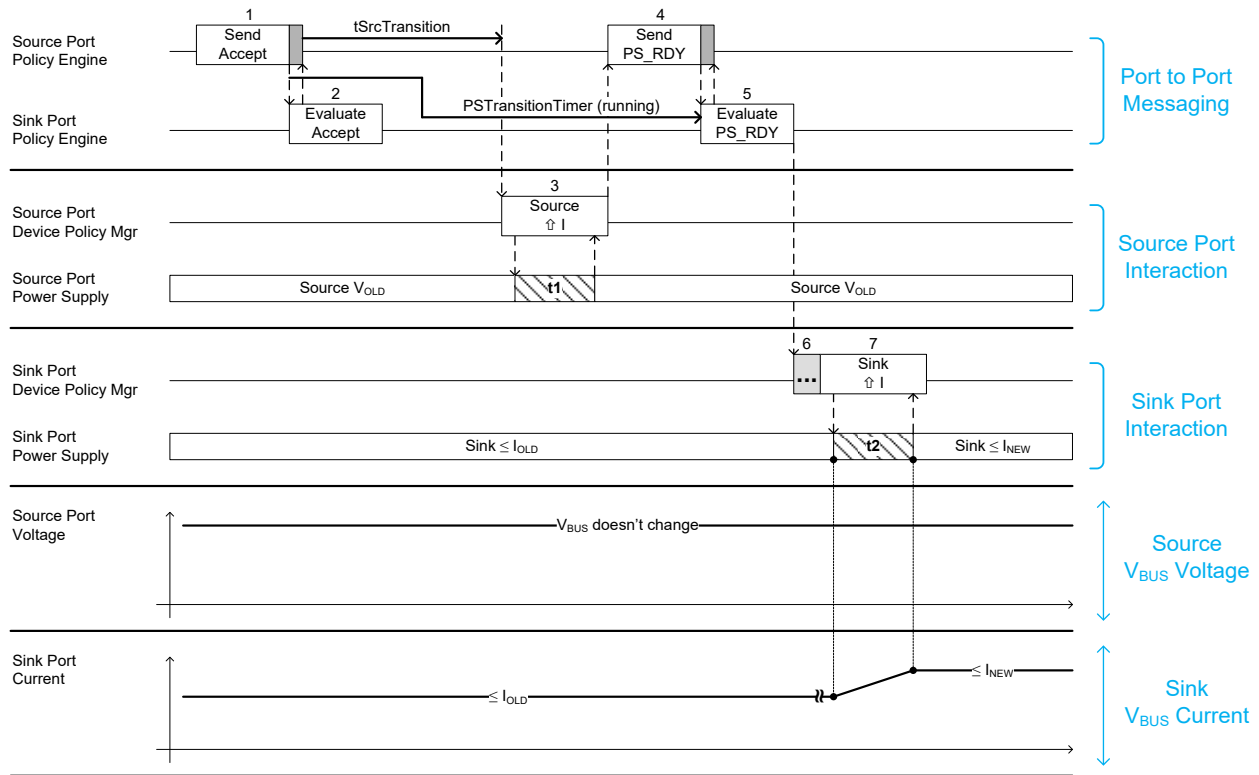 1
Send
Accept
tSrcTransition
4
Send
PS_RDY
Source Port
Policy Engine
Port to Port
Messaging
2
Evaluate
Accept
PSTransitionTimer (running)
5
Evaluate
PS_RDY
Sink Port
Policy Engine
3
Source
⇧ I
Source Port
Device Policy Mgr
Source Port
Interaction
Source Port
Power Supply
Source VOLD
t1
Source VOLD
6
...
7
Sink
⇧ I
Sink Port
Device Policy Mgr
Sink Port
Interaction
Sink Port
Power Supply
Sink ≤ IOLD
t2
Sink ≤ INEW
Source Port
Voltage
VBUS doesn't change
Source
VBUS Voltage
Sink Port
Current
≤ IOLD
≤ INEW
Sink
VBUS Current